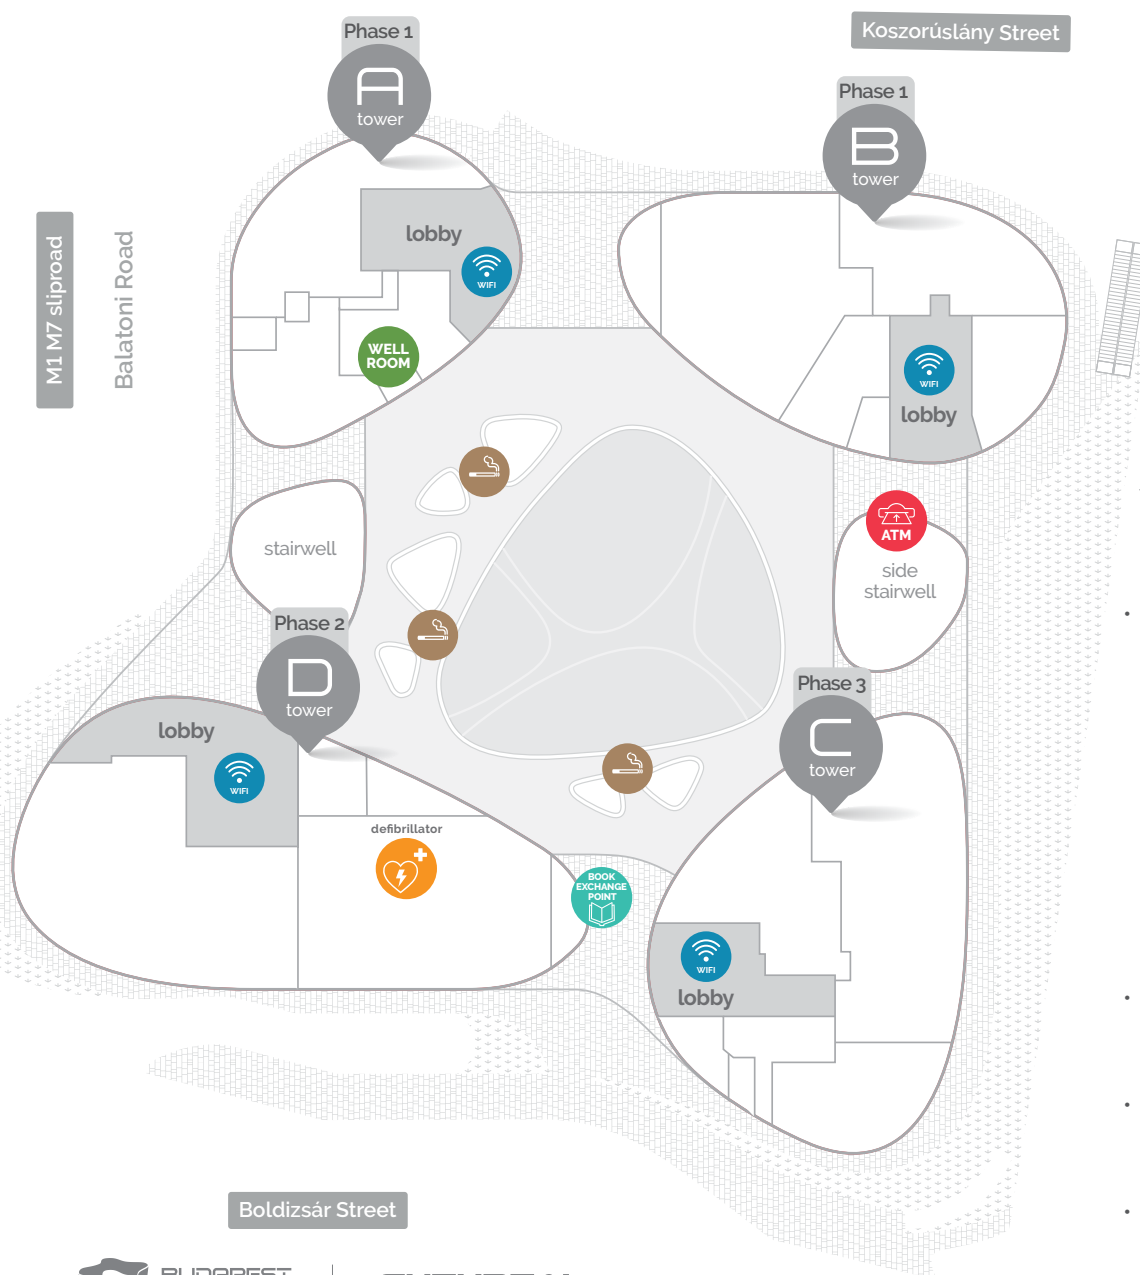 Phase 1
A
tower
Koszorúslány Street
Phase 1
B
tower
M1 M7 sliproad
Balatoni Road
lobby
WIFI
WELL
ROOM
WIFI
lobby
stairwell
ATM
side
stairwell
Phase 2
D
tower
Phase 3
C
tower
lobby
WIFI
defibrillator
BOOK
EXCHANGE
POINT
WIFI
lobby
Boldizsár Street
BUDAPEST